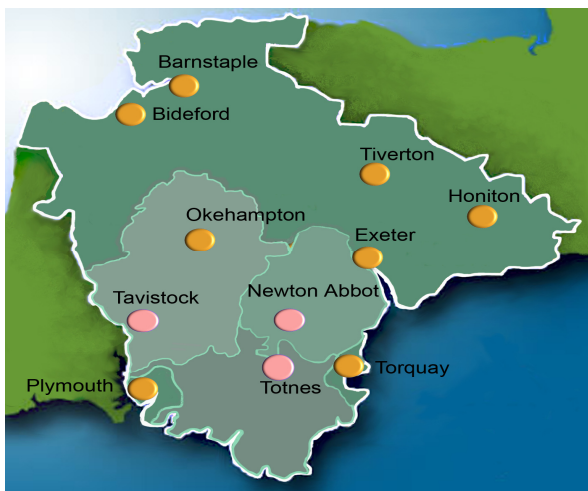 Barnstaple
Bideford
Tiverton
Honiton
Okehampton
Exeter
Tavistock
Newton Abbot
Plymouth
Totnes
Torquay